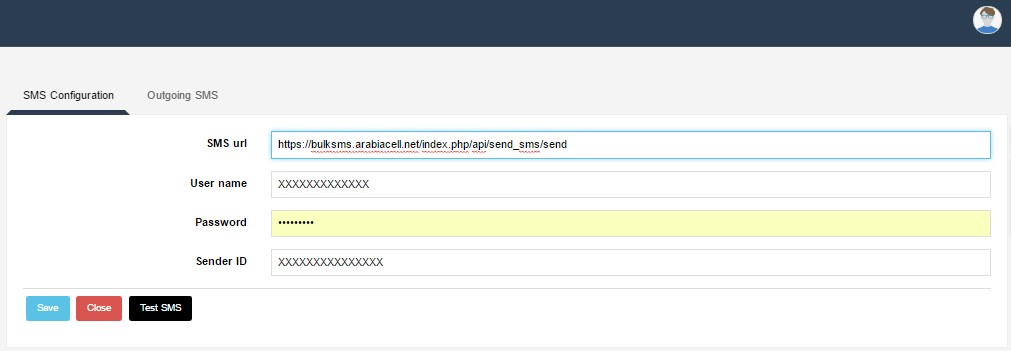 SMS Configuration Outgoing SMS
SMS url https://bulksms.arabiacell.net/index.php/api/send_sms/send
User name XXXXXXXXXXXXX
Password •••••••••
Sender ID XXXXXXXXXXXXXXX
Save Close Test SMS